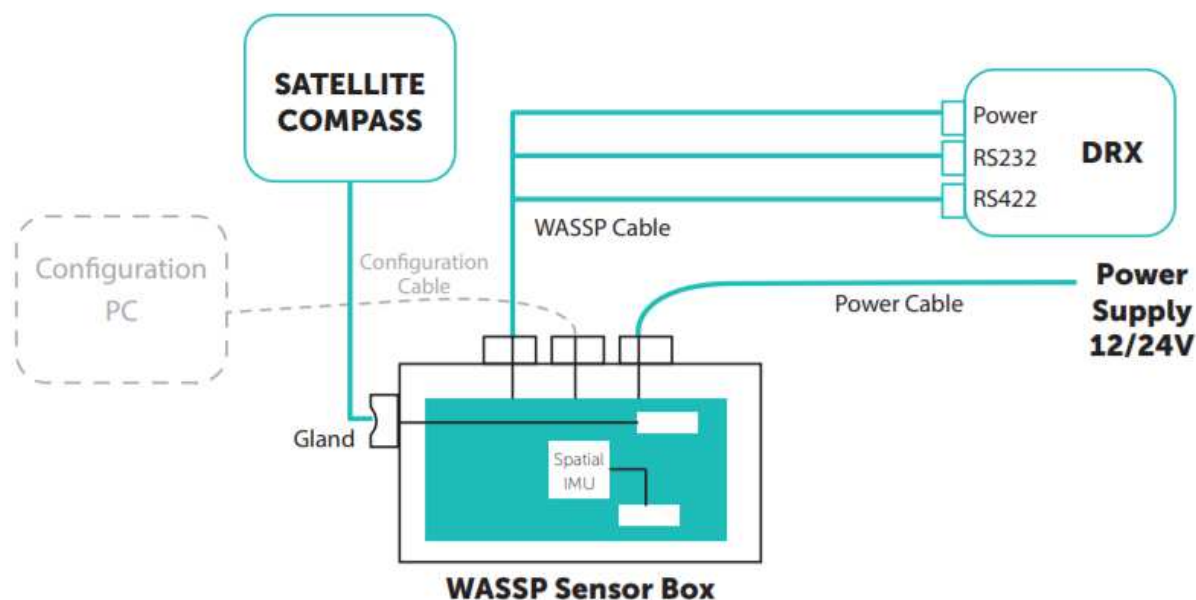 SATELLITE
COMPASS
Power
RS232
RS422
DRX
WASSP Cable
Configuration
PC
Configuration
Cable
Power Cable
Power
Supply
12/24V
Gland
Spatial
IMU
WASSP Sensor Box